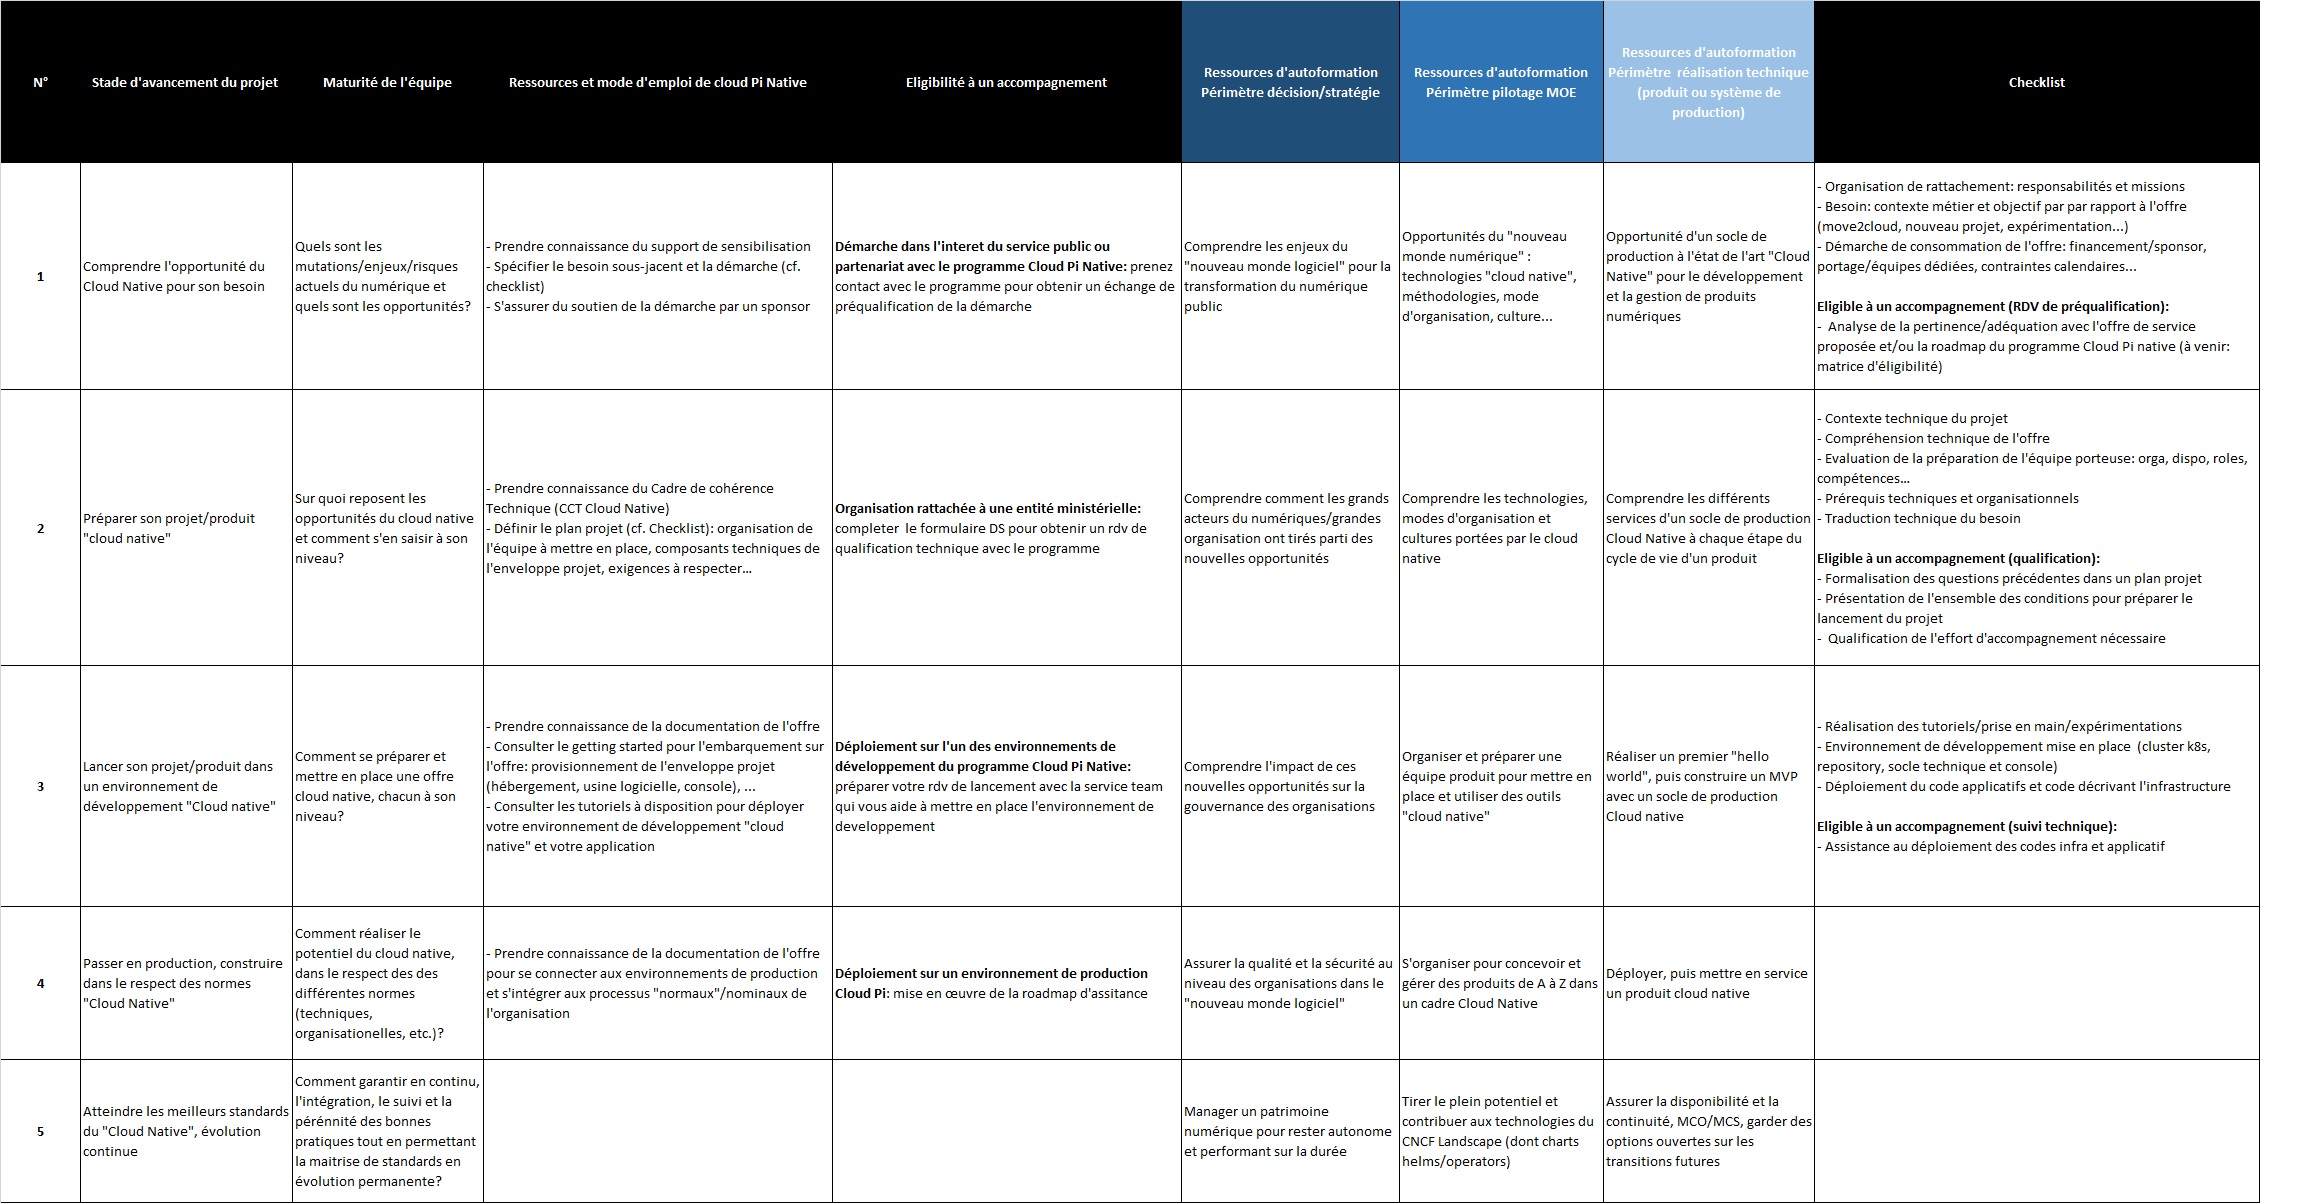 N°
Stade d'avancement du projet
Maturité de l'équipe
Ressources et mode d'emploi de cloud Pi Native
Eligibilité à un accompagnement
Ressources d'autoformation
Périmètre décision/stratégie
Ressources d'autoformation
Périmètre pilotage MOE
Ressources d'autoformation
Périmètre  réalisation technique
(produit ou système de
production)
Checklist
1
Comprendre l'opportunité du
Cloud Native pour son besoin
Quels sont les
mutations/enjeux/risques
actuels du numérique et
quels sont les opportunités?
- Prendre connaissance du support de sensibilisation
- Spécifier le besoin sous-jacent et la démarche (cf.
checklist)
- S'assurer du soutien de la démarche par un sponsor
Démarche dans l'interet du service public ou
partenariat avec le programme Cloud Pi Native: prenez
contact avec le programme pour obtenir un échange de
préqualification de la démarche
Comprendre les enjeux du
"nouveau monde logiciel" pour la
transformation du numérique
public
Opportunités du "nouveau
monde numérique" :
technologies "cloud native",
méthodologies, mode
d'organisation, culture...
Opportunité d'un socle de
production à l'état de l'art "Cloud
Native" pour le développement
et la gestion de produits
numériques
- Organisation de rattachement: responsabilités et missions
- Besoin: contexte métier et objectif par par rapport à l'offre
(move2cloud, nouveau projet, expérimentation...)
- Démarche de consommation de l'offre: financement/sponsor,
portage/équipes dédiées, contraintes calendaires...
Eligible à un accompagnement (RDV de préqualification):
-  Analyse de la pertinence/adéquation avec l'offre de service
proposée et/ou la roadmap du programme Cloud Pi native (à venir:
matrice d'éligibilité)
2
Préparer son projet/produit
"cloud native"
Sur quoi reposent les
opportunités du cloud native
et comment s'en saisir à son
niveau?
- Prendre connaissance du Cadre de cohérence
Technique (CCT Cloud Native)
- Définir le plan projet (cf. Checklist): organisation de
l'équipe à mettre en place, composants techniques de
l'enveloppe projet, exigences à respecter…
Organisation rattachée à une entité ministérielle:
completer  le formulaire DS pour obtenir un rdv de
qualification technique avec le programme
Comprendre comment les grands
acteurs du numériques/grandes
organisation ont tirés parti des
nouvelles opportunités
Comprendre les technologies,
modes d'organisation et
cultures portées par le cloud
native
Comprendre les différents
services d'un socle de production
Cloud Native à chaque étape du
cycle de vie d'un produit
- Contexte technique du projet
- Compréhension technique de l'offre
- Evaluation de la préparation de l'équipe porteuse: orga, dispo, roles,
compétences…
- Prérequis techniques et organisationnels
- Traduction technique du besoin
Eligible à un accompagnement (qualification):
- Formalisation des questions précédentes dans un plan projet
- Présentation de l'ensemble des conditions pour préparer le
lancement du projet
-  Qualification de l'effort d'accompagnement nécessaire
3
Lancer son projet/produit dans
un environnement de
développement "Cloud native"
Comment se préparer et
mettre en place une offre
cloud native, chacun à son
niveau?
- Prendre connaissance de la documentation de l'offre
- Consulter le getting started pour l'embarquement sur
l'offre: provisionnement de l'enveloppe projet
(hébergement, usine logicielle, console), ...
- Consulter les tutoriels à disposition pour déployer
votre environnement de développement "cloud
native" et votre application
Déploiement sur l'un des environnements de
développement du programme Cloud Pi Native:
préparer votre rdv de lancement avec la service team
qui vous aide à mettre en place l'environnement de
developpement
Comprendre l'impact de ces
nouvelles opportunités sur la
gouvernance des organisations
Organiser et préparer une
équipe produit pour mettre en
place et utiliser des outils
"cloud native"
Réaliser un premier "hello
world", puis construire un MVP
avec un socle de production
Cloud native
- Réalisation des tutoriels/prise en main/expérimentations
- Environnement de développement mise en place  (cluster k8s,
repository, socle technique et console)
- Déploiement du code applicatifs et code décrivant l'infrastructure
Eligible à un accompagnement (suivi technique):
- Assistance au déploiement des codes infra et applicatif
4
Passer en production, construire
dans le respect des normes
"Cloud Native"
Comment réaliser le
potentiel du cloud native,
dans le respect des des
différentes normes
(techniques,
organisationelles, etc.)?
- Prendre connaissance de la documentation de l'offre
pour se connecter aux environnements de production
et s'intégrer aux processus "normaux"/nominaux de
l'organisation
Déploiement sur un environnement de production
Cloud Pi: mise en œuvre de la roadmap d'assitance
Assurer la qualité et la sécurité au
niveau des organisations dans le
"nouveau monde logiciel"
S'organiser pour concevoir et
gérer des produits de A à Z dans
un cadre Cloud Native
Déployer, puis mettre en service
un produit cloud native
5
Atteindre les meilleurs standards
du "Cloud Native", évolution
continue
Comment garantir en continu,
l'intégration, le suivi et la
pérénnité des bonnes
pratiques tout en permettant
la maitrise de standards en
évolution permanente?
Manager un patrimoine
numérique pour rester autonome
et performant sur la durée
Tirer le plein potentiel et
contribuer aux technologies du
CNCF Landscape (dont charts
helms/operators)
Assurer la disponibilité et la
continuité, MCO/MCS, garder des
options ouvertes sur les
transitions futures